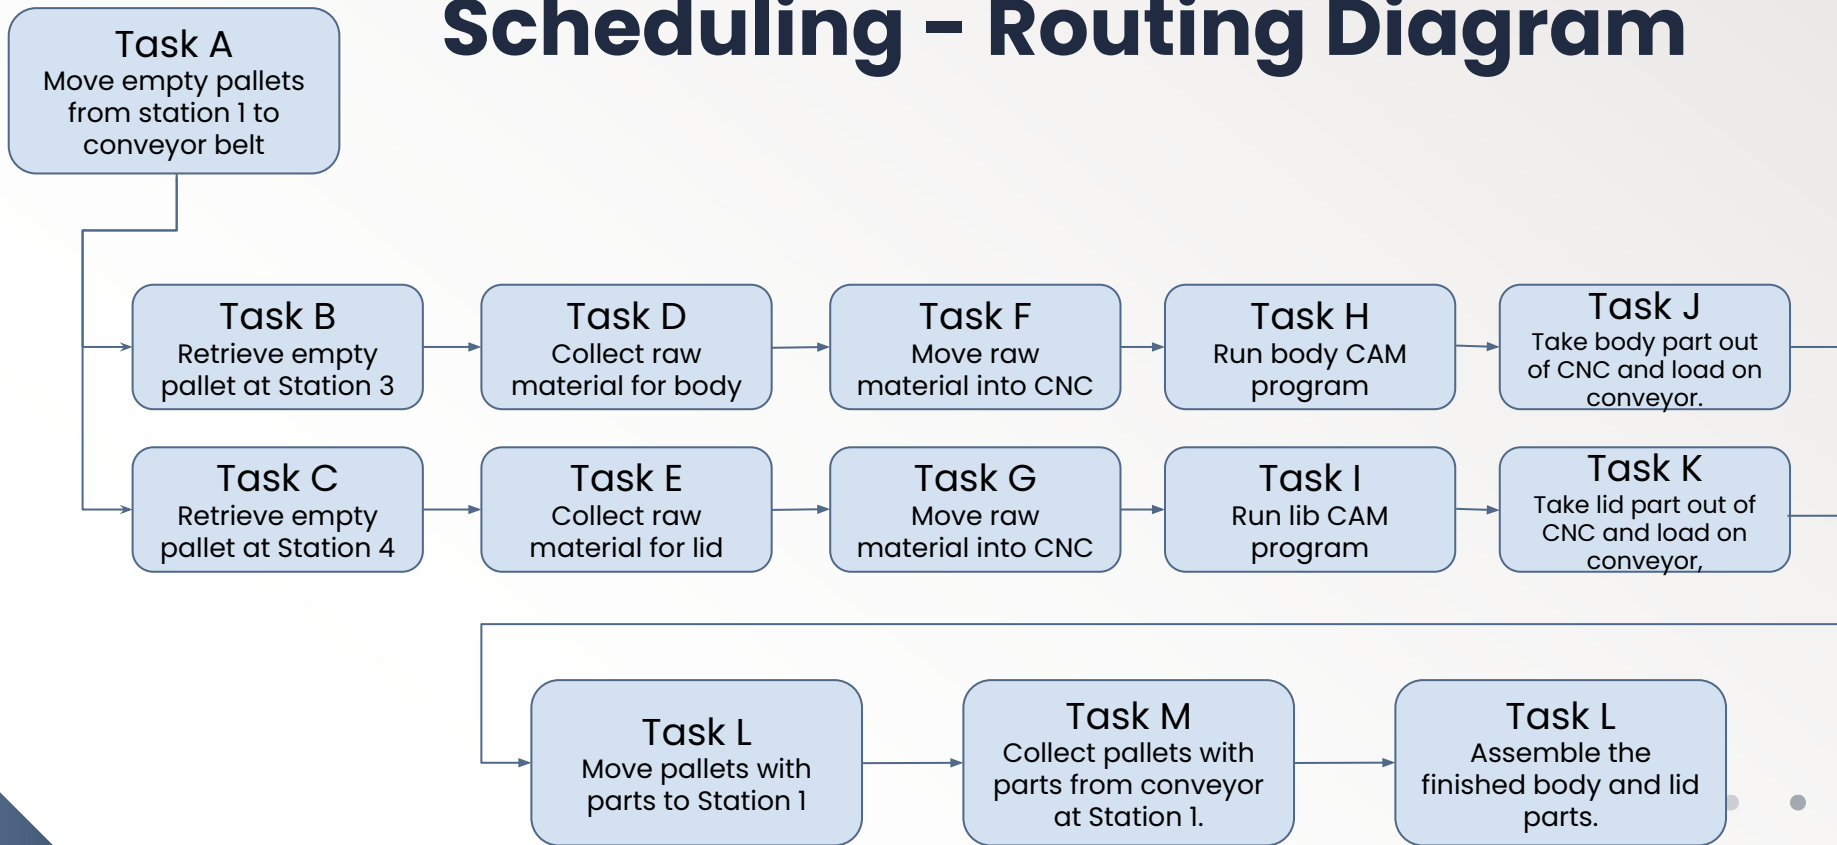 Scheduling – Routing Diagram
Task A
Move empty pallets
from station 1 to
conveyor belt
Task B
Retrieve empty
pallet at Station 3
Task D
Collect raw
material for body
Task F
Move raw
material into CNC
Task H
Run body CAM
program
Task J
Take body part out
of CNC and load on
conveyor.
Task C
Retrieve empty
pallet at Station 4
Task E
Collect raw
material for lid
Task G
Move raw
material into CNC
Task I
Run lib CAM
program
Task K
Take lid part out of
CNC and load on
conveyor,
Task L
Move pallets with
parts to Station 1
Task M
Collect pallets with
parts from conveyor
at Station 1.
Task L
Assemble the
finished body and lid
parts.